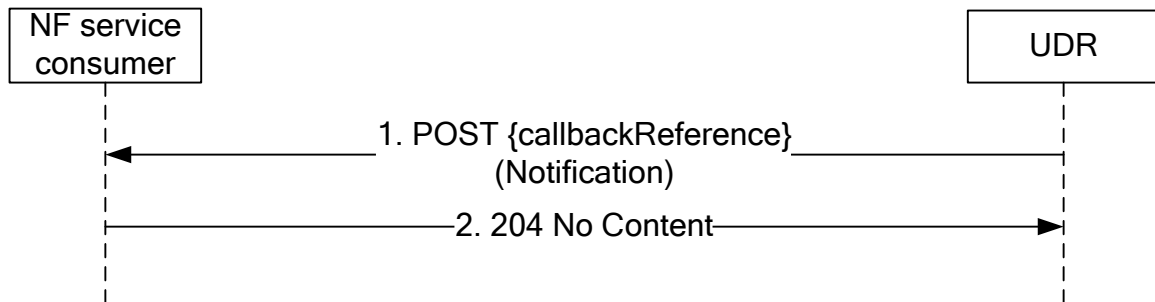 NF service
consumer
UDR
1. POST {callbackReference}
(Notification)
2. 204 No Content